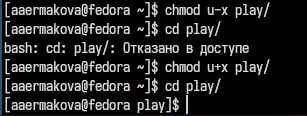 [aaermakova@fedora ~]$ chmod u-x play/
[aaermakova@fedora ~]$ cd play/
bash: cd: play/: Отказано в доступе
[aaermakova@fedora ~]$ chmod u+x play/
[aaermakova@fedora ~]$ cd play/
[aaermakova@fedora play]$